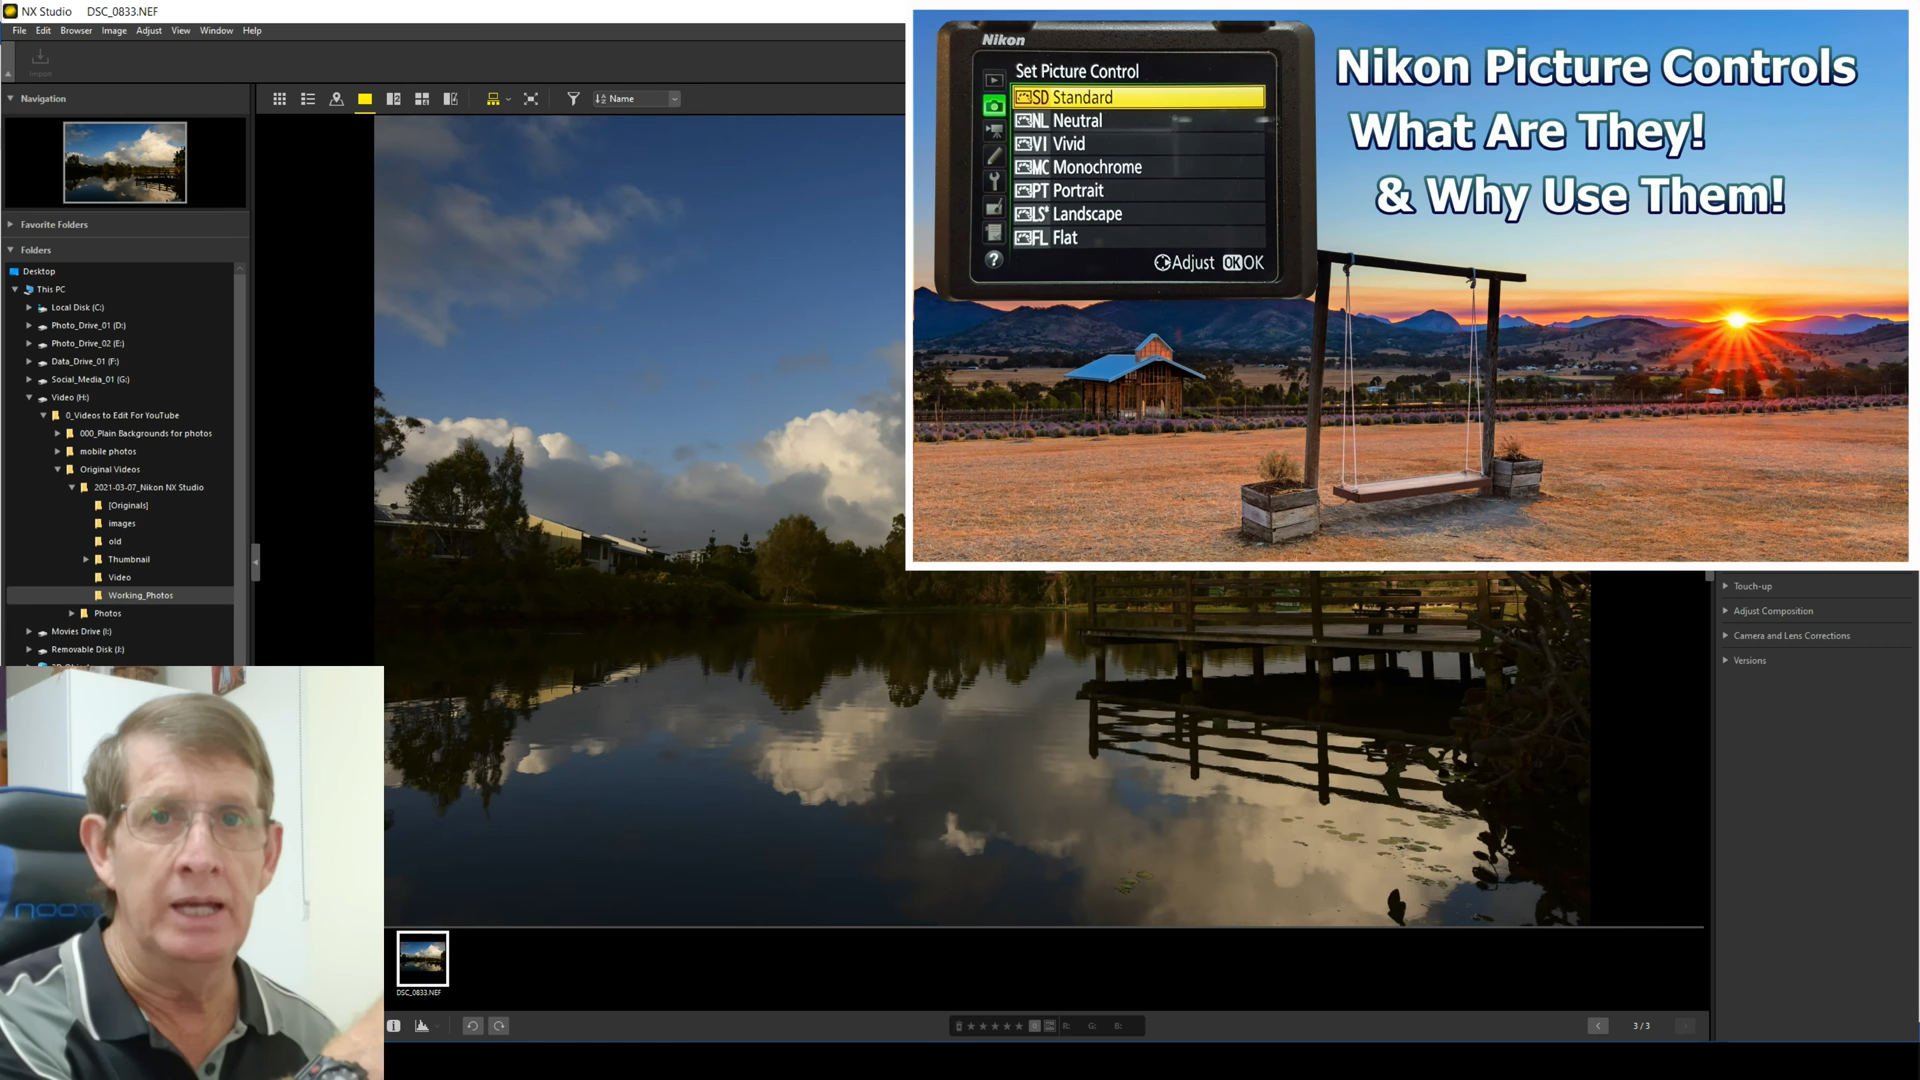 NX Studio DSC_0833.NEF
File Edit Browser Image Adjust View Window Help
Import
Navigation
Name
Favorite Folders
Folders
Desktop
This PC
Local Disk (C:)
Photo_Drive_01 (D:)
Photo_Drive_02 (E:)
Data_Drive_01 (F:)
Social_Media_01 (G:)
Video (H:)
0_Videos to Edit For YouTube
000_Plain Backgrounds for photos
mobile photos
Original Videos
2021-03-07_Nikon NX Studio
[Originals]
images
old
Thumbnail
Video
Working_Photos
Photos
Movies Drive (I:)
Removable Disk (J:)
Nikon
Set Picture Control
SD Standard
NL Neutral
VI Vivid
MC Monochrome
PT Portrait
LS* Landscape
FL Flat
? Adjust OK OK
Nikon Picture Controls
What Are They!
& Why Use Them!
Touch-up
Adjust Composition
Camera and Lens Corrections
Versions
DSC_0833.NEF
R: G: B:
3 / 3